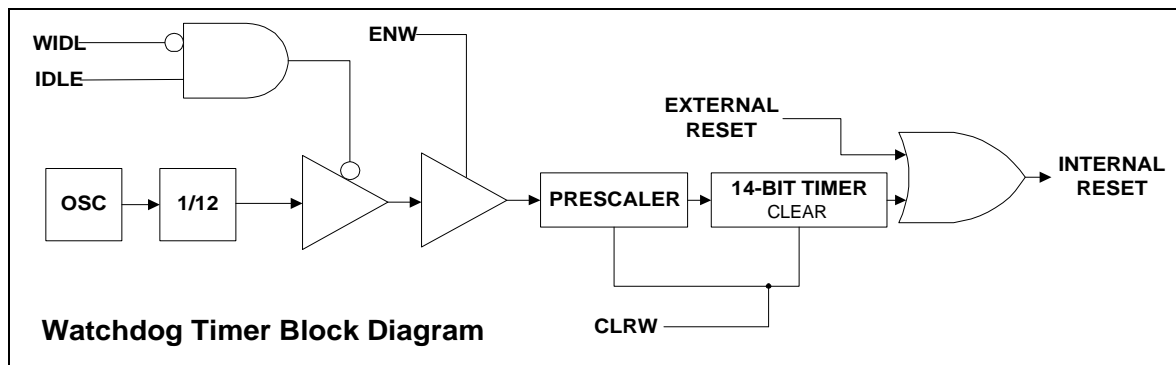 WIDL
IDLE
ENW
EXTERNAL
RESET
INTERNAL
RESET
OSC
1/12
PRESCALER
14-BIT TIMER
CLEAR
CLRW
Watchdog Timer Block Diagram